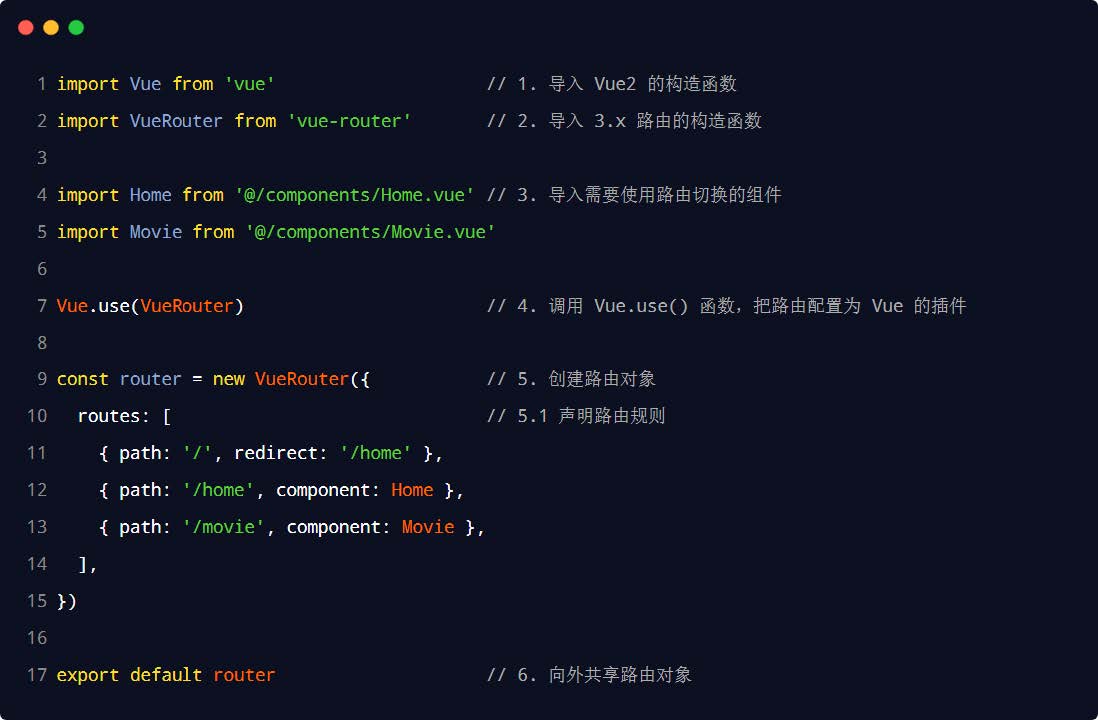 1 import Vue from 'vue' // 1. 导入 Vue2 的构造函数
2 import VueRouter from 'vue-router' // 2. 导入 3.x 路由的构造函数
3
4 import Home from '@/components/Home.vue' // 3. 导入需要使用路由切换的组件
5 import Movie from '@/components/Movie.vue'
6
7 Vue.use(VueRouter) // 4. 调用 Vue.use() 函数，把路由配置为 Vue 的插件
8
9 const router = new VueRouter({ // 5. 创建路由对象
10 routes: [ // 5.1 声明路由规则
11 { path: '/', redirect: '/home' },
12 { path: '/home', component: Home },
13 { path: '/movie', component: Movie },
14 ],
15 })
16
17 export default router // 6. 向外共享路由对象